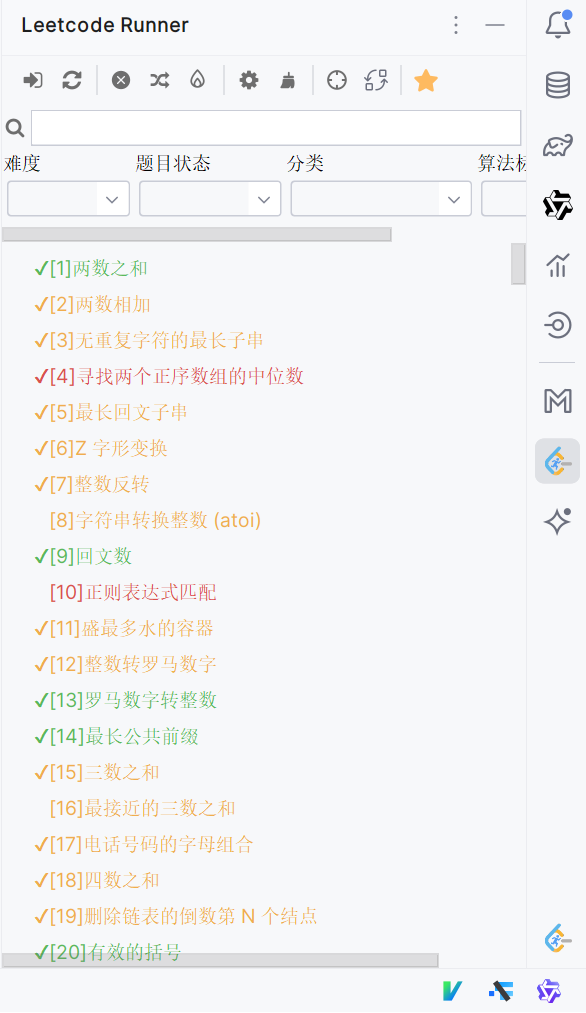 Leetcode Runner
难度 题目状态 分类 算法标
✓[1]两数之和
✓[2]两数相加
✓[3]无重复字符的最长子串
✓[4]寻找两个正序数组的中位数
✓[5]最长回文子串
✓[6]Z 字形变换
✓[7]整数反转
[8]字符串转换整数 (atoi)
✓[9]回文数
[10]正则表达式匹配
✓[11]盛最多水的容器
✓[12]整数转罗马数字
✓[13]罗马数字转整数
✓[14]最长公共前缀
✓[15]三数之和
[16]最接近的三数之和
✓[17]电话号码的字母组合
✓[18]四数之和
✓[19]删除链表的倒数第 N 个结点
✓[20]有效的括号